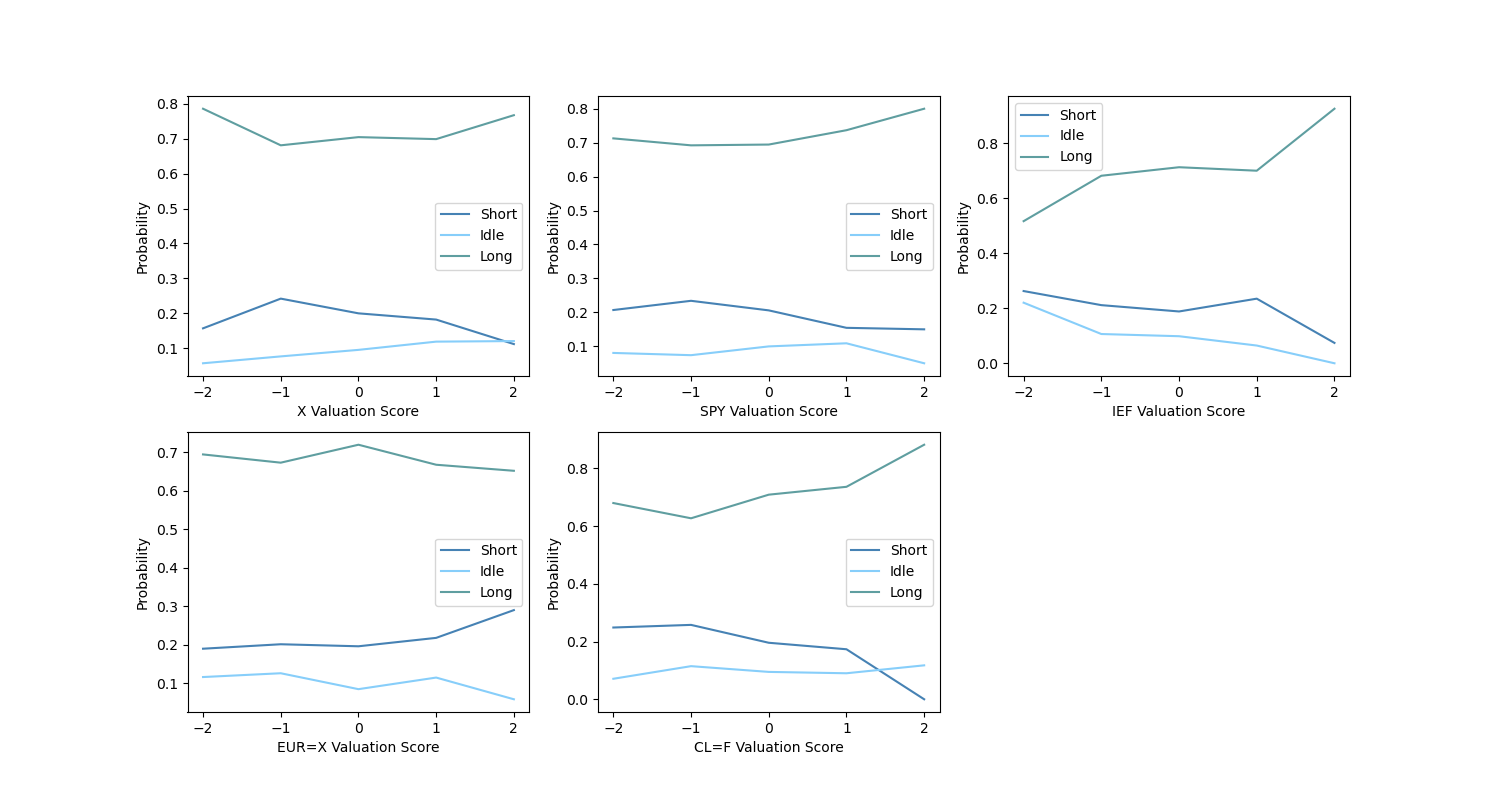 0.8
0.7
0.6
0.5
0.4
0.3
0.2
0.1
Probability
Short
Idle
Long
−2 −1 0 1 2
X Valuation Score
0.8
0.7
0.6
0.5
0.4
0.3
0.2
0.1
Probability
Short
Idle
Long
−2 −1 0 1 2
SPY Valuation Score
0.8
0.6
0.4
0.2
0.0
Probability
Short
Idle
Long
−2 −1 0 1 2
IEF Valuation Score
0.7
0.6
0.5
0.4
0.3
0.2
0.1
Probability
Short
Idle
Long
−2 −1 0 1 2
EUR=X Valuation Score
0.8
0.6
0.4
0.2
0.0
Probability
Short
Idle
Long
−2 −1 0 1 2
CL=F Valuation Score